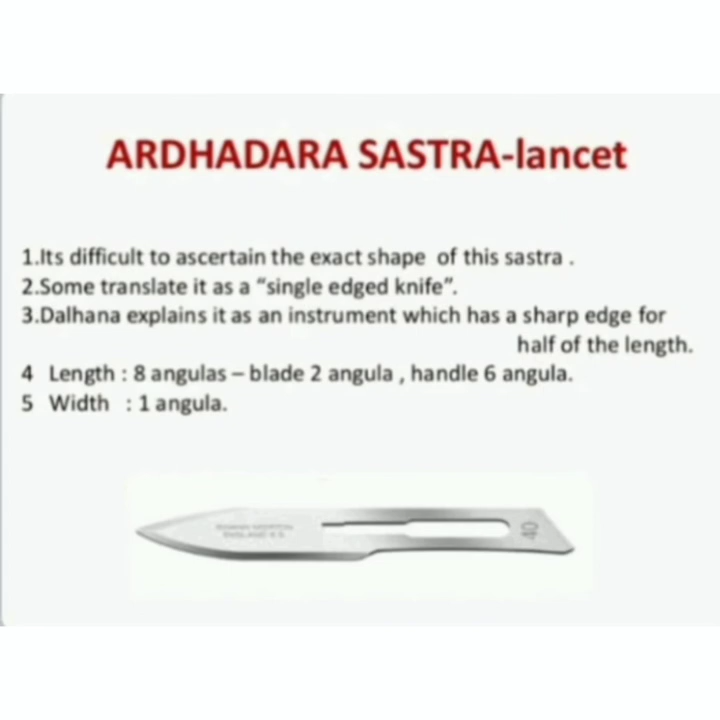 ARDHADARA SASTRA-lancet
1.Its difficult to ascertain the exact shape of this sastra .
2.Some translate it as a “single edged knife”.
3.Dalhana explains it as an instrument which has a sharp edge for
half of the length.
4 Length : 8 angulas – blade 2 angula , handle 6 angula.
5 Width : 1 angula.
40